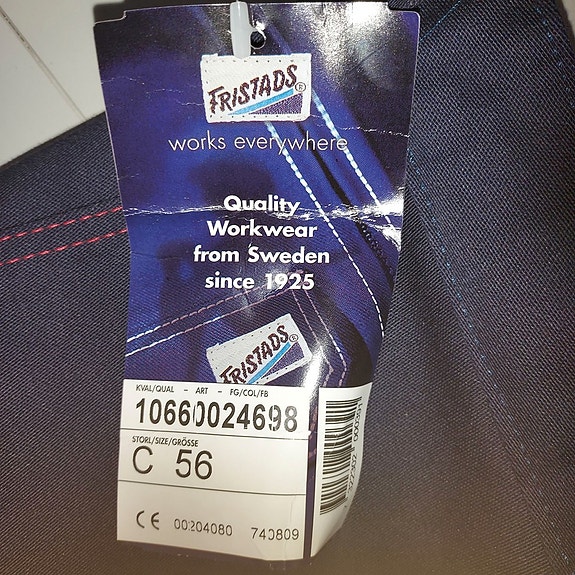 FRISTADS®
works everywhere
Quality
Workwear
from Sweden
since 1925
FRISTADS®
KVAL/QUAL - ART - FG/COL/FB
10660024698
STORL/SIZE/GRÖSSE
C 56
CE 00204080 740809